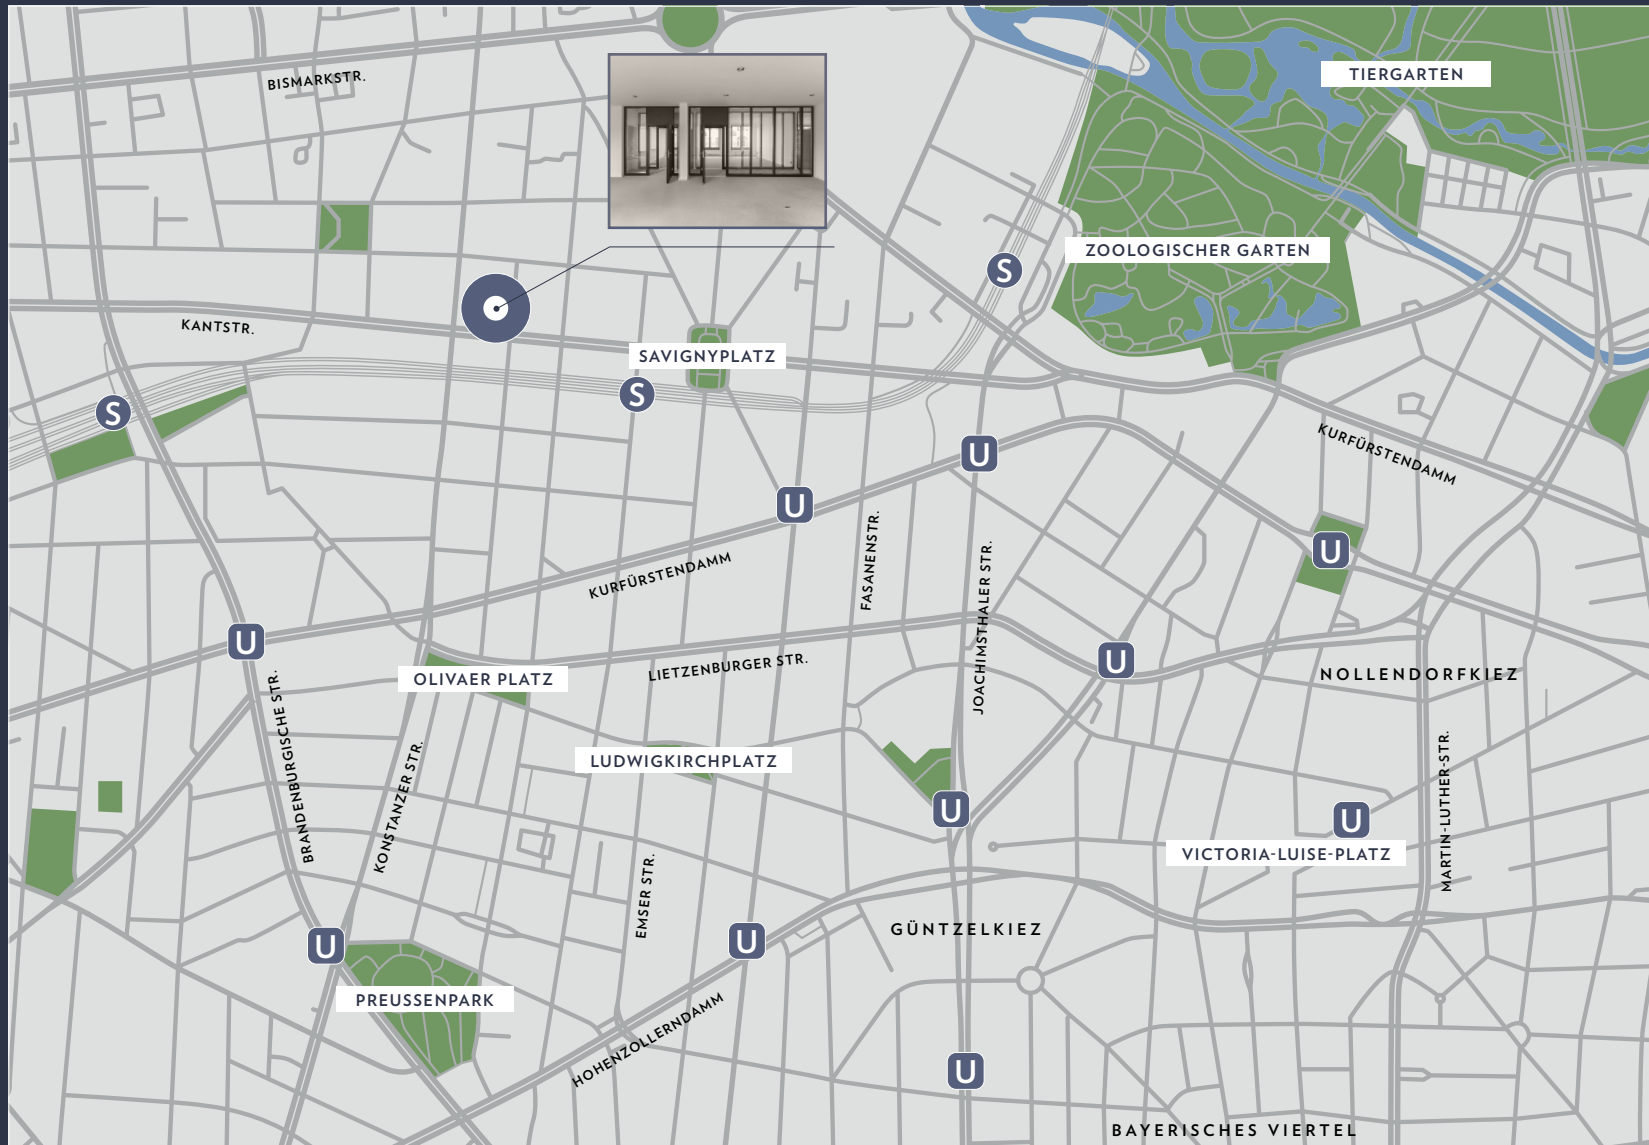 BISMARKSTR.
TIERGARTEN
ZOOLOGISCHER GARTEN
S
KANTSTR.
SAVIGNYPLATZ
S
S
KURFÜRSTENDAMM
U
U
FASANENSTR.
U
JOACHIMSTHALER STR.
KURFÜRSTENDAMM
U
U
LIETZENBURGER STR.
NOLLENDORFKIEZ
OLIVAER PLATZ
BRANDENBURGISCHE STR.
LUDWIGKIRCHPLATZ
KONSTANZER STR.
U
U
MARTIN-LUTHER-STR.
VICTORIA-LUISE-PLATZ
EMSER STR.
GÜNTZELKIEZ
U
U
PREUSSENPARK
HOHENZOLLERNDAMM
U
BAYERISCHES VIERTEL